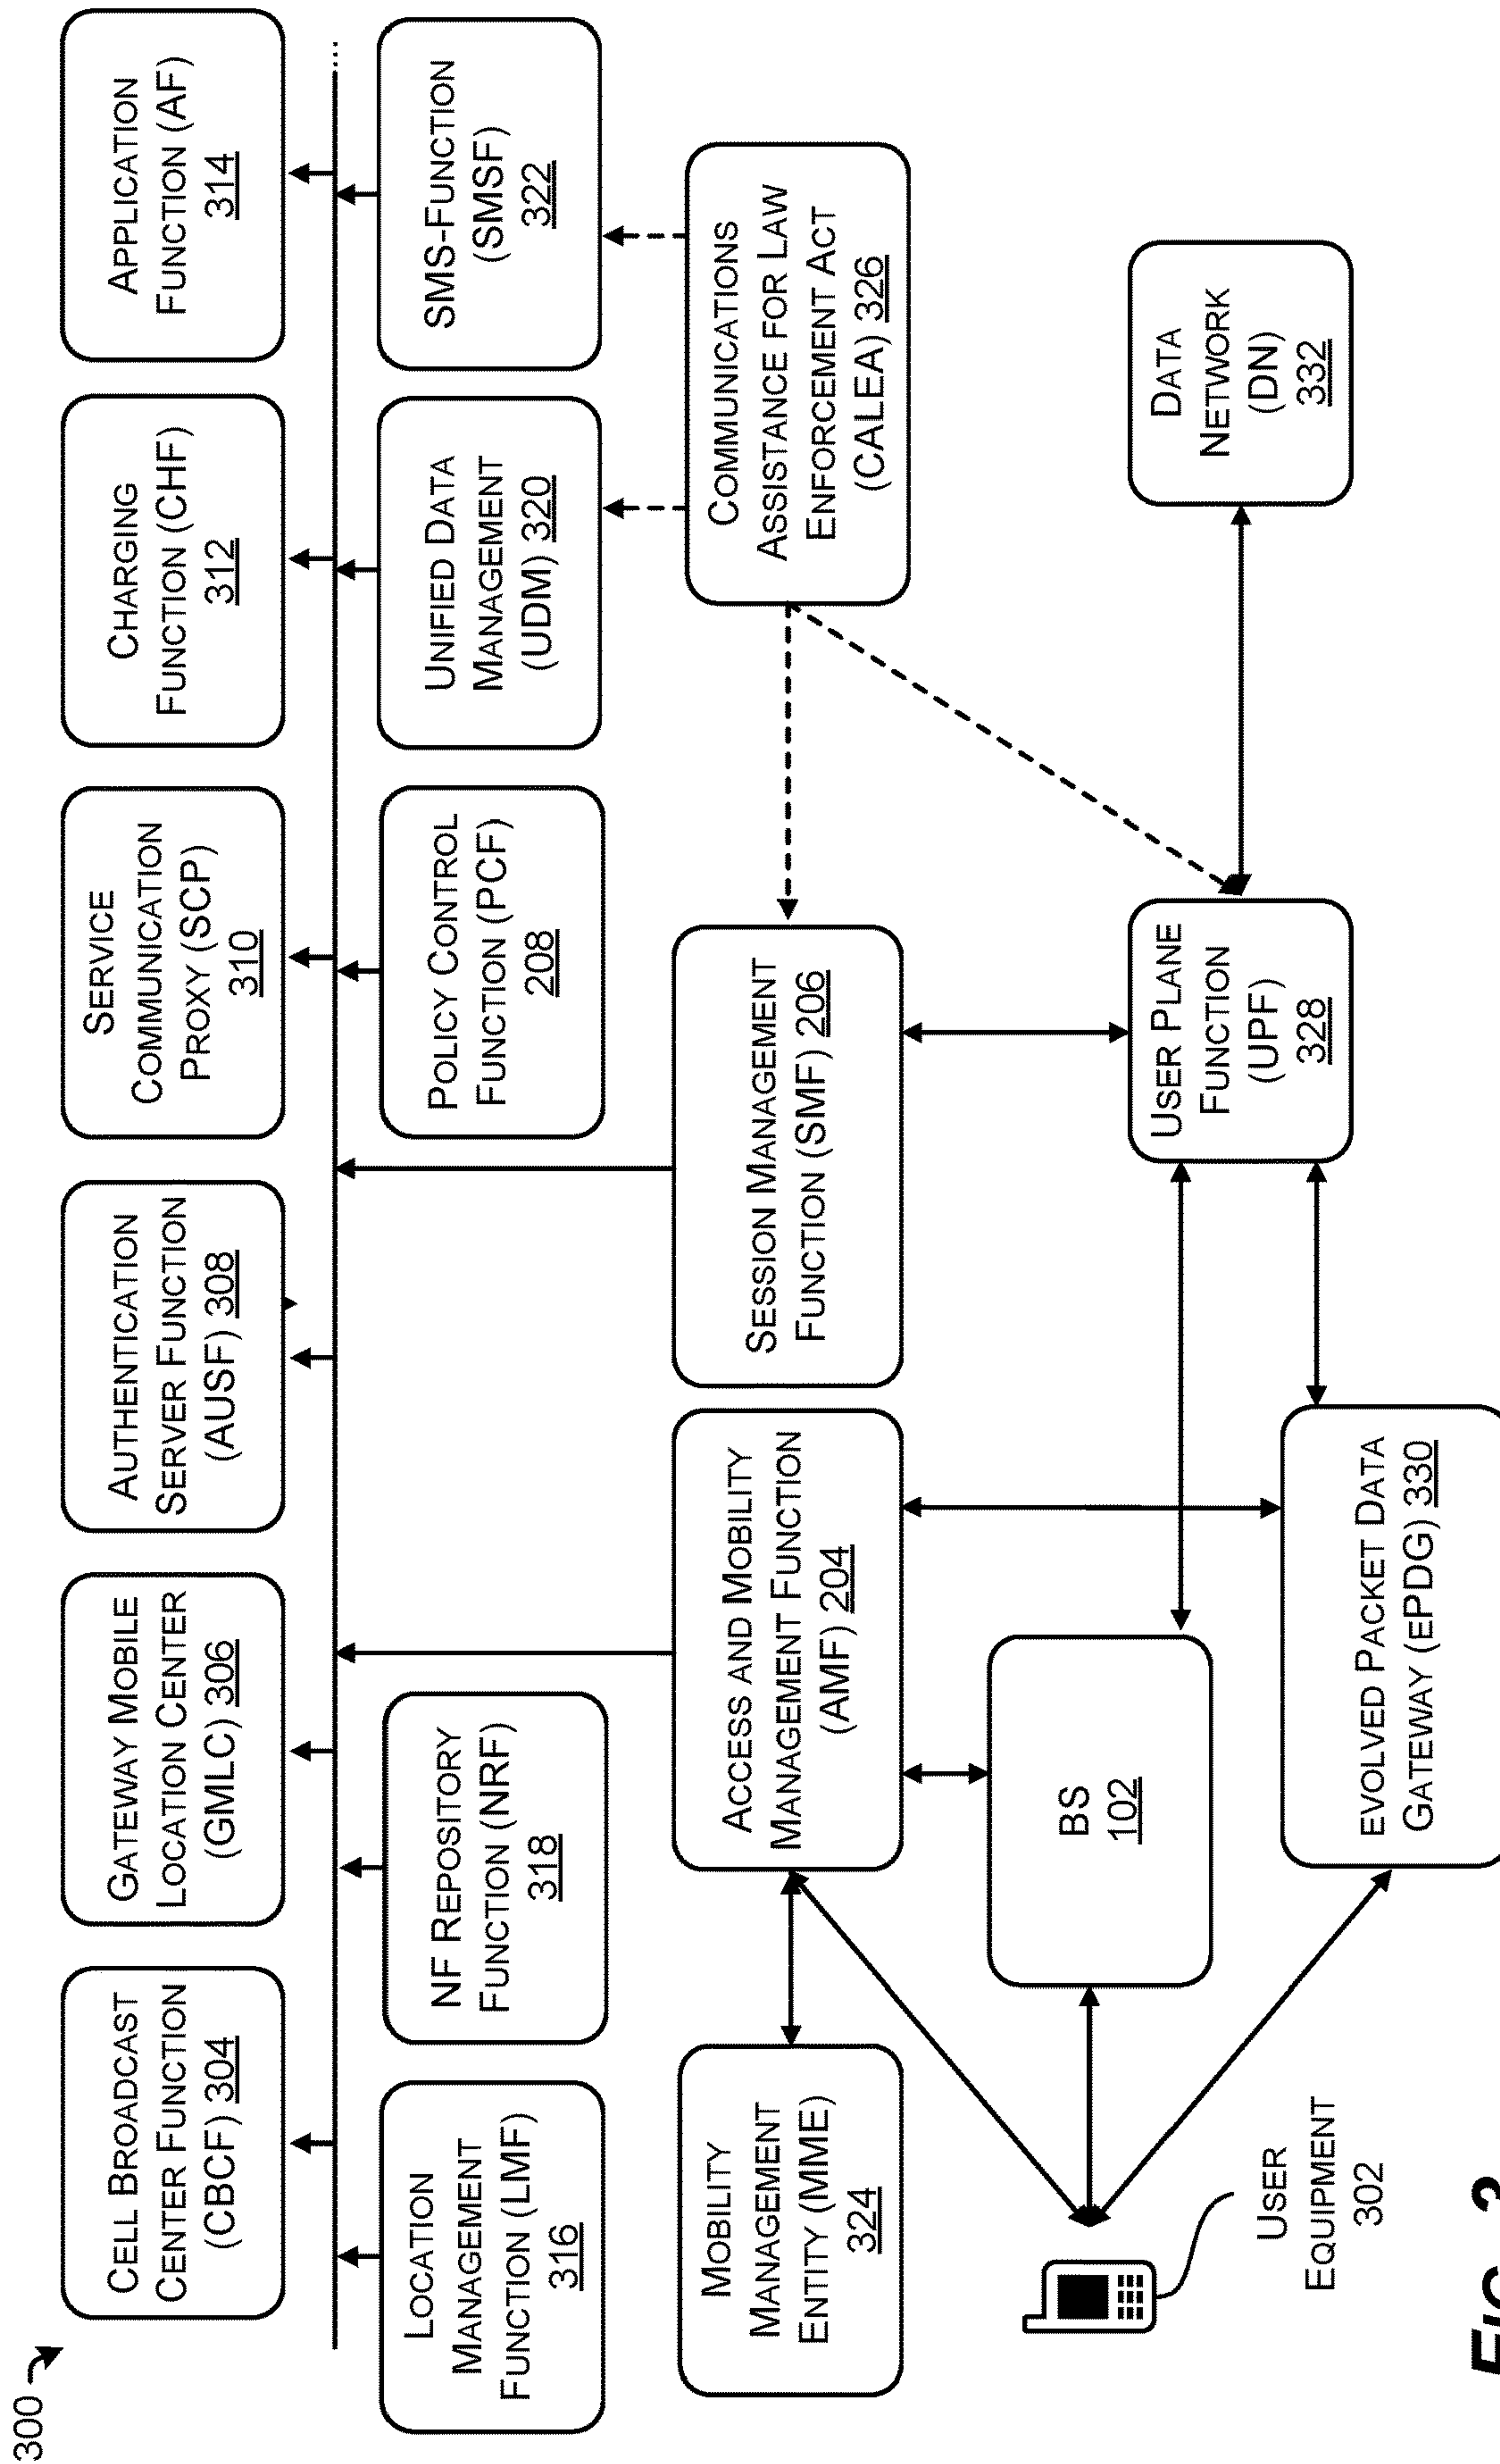 300
CELL BROADCAST
CENTER FUNCTION
(CBCF) 304
GATEWAY MOBILE
LOCATION CENTER
(GMLC) 306
AUTHENTICATION
SERVER FUNCTION
(AUSF) 308
SERVICE
COMMUNICATION
PROXY (SCP)
310
CHARGING
FUNCTION (CHF)
312
APPLICATION
FUNCTION (AF)
314
...
LOCATION
MANAGEMENT
FUNCTION (LMF)
316
NF REPOSITORY
FUNCTION (NRF)
318
POLICY CONTROL
FUNCTION (PCF)
208
UNIFIED DATA
MANAGEMENT
(UDM) 320
SMS-FUNCTION
(SMSF)
322
MOBILITY
MANAGEMENT
ENTITY (MME)
324
ACCESS AND MOBILITY
MANAGEMENT FUNCTION
(AMF) 204
SESSION MANAGEMENT
FUNCTION (SMF) 206
COMMUNICATIONS
ASSISTANCE FOR LAW
ENFORCEMENT ACT
(CALEA) 326
BS
102
USER PLANE
FUNCTION
(UPF)
328
DATA
NETWORK
(DN)
332
USER
EQUIPMENT
302
EVOLVED PACKET DATA
GATEWAY (EPDG) 330
FIG. 3